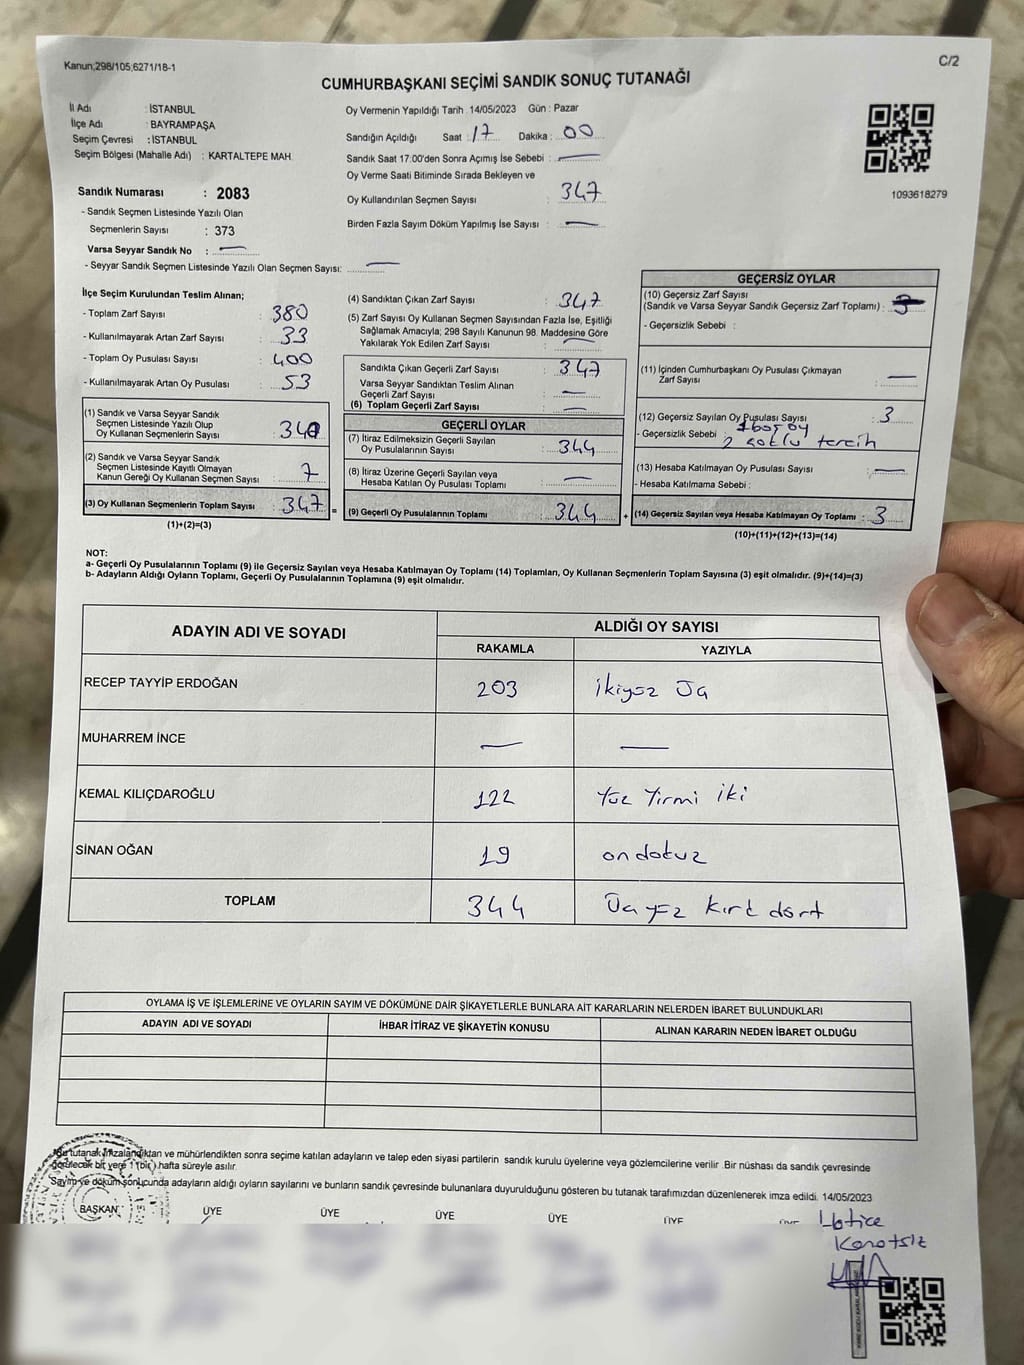 Kanun;298/105,6271/18-1
C/2
CUMHURBAŞKANI SEÇİMİ SANDIK SONUÇ TUTANAĞI
İl Adı : İSTANBUL
İlçe Adı : BAYRAMPAŞA
Seçim Çevresi : İSTANBUL
Seçim Bölgesi (Mahalle Adı) : KARTALTEPE MAH.
Sandık Numarası : 2083
- Sandık Seçmen Listesinde Yazılı Olan
Seçmenlerin Sayısı : 373
Varsa Seyyar Sandık No : —
- Seyyar Sandık Seçmen Listesinde Yazılı Olan Seçmen Sayısı: —
Oy Vermenin Yapıldığı Tarih : 14/05/2023 Gün : Pazar
Sandığın Açıldığı Saat : 17 Dakika : 00
Sandık Saat 17.00'den Sonra Açımış İse Sebebi : —
Oy Verme Saati Bitiminde Sırada Bekleyen ve
Oy Kullandırılan Seçmen Sayısı : 347
Birden Fazla Sayım Döküm Yapılmış İse Sayısı : —
1093618279
İlçe Seçim Kurulundan Teslim Alınan;
- Toplam Zarf Sayısı : 380
- Kullanılmayarak Artan Zarf Sayısı : 33
- Toplam Oy Pusulası Sayısı : 400
- Kullanılmayarak Artan Oy Pusulası : 53
(1) Sandık ve Varsa Seyyar Sandık
Seçmen Listesinde Yazılı Olup
Oy Kullanan Seçmenlerin Sayısı : 340
(2) Sandık ve Varsa Seyyar Sandık
Seçmen Listesinde Kayıtlı Olmayan
Kanun Gereği Oy Kullanan Seçmen Sayısı : 7
(3) Oy Kullanan Seçmenlerin Toplam Sayısı : 347 =
(1)+(2)=(3)
(4) Sandıktan Çıkan Zarf Sayısı : 347
(5) Zarf Sayısı Oy Kullanan Seçmen Sayısından Fazla İse, Eşitliği
Sağlamak Amacıyla; 298 Sayılı Kanunun 98. Maddesine Göre
Yakılarak Yok Edilen Zarf Sayısı : —
Sandıkta Çıkan Geçerli Zarf Sayısı : 347
Varsa Seyyar Sandıktan Teslim Alınan
Geçerli Zarf Sayısı : —
(6) Toplam Geçerli Zarf Sayısı : —
GEÇERLİ OYLAR
(7) İtiraz Edilmeksizin Geçerli Sayılan
Oy Pusulalarının Sayısı : 344
(8) İtiraz Üzerine Geçerli Sayılan veya
Hesaba Katılan Oy Pusulası Toplamı : —
(9) Geçerli Oy Pusulalarının Toplamı : 344 +
GEÇERSİZ OYLAR
(10) Geçersiz Zarf Sayısı
(Sandık ve Varsa Seyyar Sandık Geçersiz Zarf Toplamı) :
- Geçersizlik Sebebi :
(11) İçinden Cumhurbaşkanı Oy Pusulası Çıkmayan
Zarf Sayısı : —
(12) Geçersiz Sayılan Oy Pusulası Sayısı : 3
- Geçersizlik Sebebi : 1 boş oy
2 çoklu tercih
(13) Hesaba Katılmayan Oy Pusulası Sayısı : —
- Hesaba Katılmama Sebebi :
(14) Geçersiz Sayılan veya Hesaba Katılmayan Oy Toplamı : 3
(10)+(11)+(12)+(13)=(14)
NOT:
a- Geçerli Oy Pusulalarının Toplamı (9) ile Geçersiz Sayılan veya Hesaba Katılmayan Oy Toplamı (14) Toplamları, Oy Kullanan Seçmenlerin Toplam Sayısına (3) eşit olmalıdır. (9)+(14)=(3)
b- Adayların Aldığı Oyların Toplamı, Geçerli Oy Pusulalarının Toplamına (9) eşit olmalıdır.
ADAYIN ADI VE SOYADI
ALDIĞI OY SAYISI
RAKAMLA YAZIYLA
RECEP TAYYİP ERDOĞAN 203 ikiyüz Üç
MUHARREM İNCE — —
KEMAL KILIÇDAROĞLU 122 Yüz Yirmi iki
SİNAN OĞAN 19 ondokuz
TOPLAM 344 Üç yüz kırk dört
OYLAMA İŞ VE İŞLEMLERİNE VE OYLARIN SAYIM VE DÖKÜMÜNE DAİR ŞİKAYETLERLE BUNLARA AİT KARARLARIN NELERDEN İBARET BULUNDUKLARI
ADAYIN ADI VE SOYADI İHBAR İTİRAZ VE ŞİKAYETİN KONUSU ALINAN KARARIN NEDEN İBARET OLDUĞU
Bu tutanak imzalandıktan ve mühürlendikten sonra seçime katılan adayların ve talep eden siyasi partilerin sandık kurulu üyelerine veya gözlemcilerine verilir .Bir nüshası da sandık çevresinde
görülecek bir yere 1 (bir) hafta süreyle asılır.
Sayım ve döküm sonucunda adayların aldığı oyların sayılarını ve bunların sandık çevresinde bulunanlara duyurulduğunu gösteren bu tutanak tarafımızdan düzenlenerek imza edildi. 14/05/2023
BAŞKAN ÜYE ÜYE ÜYE ÜYE ÜYE ÜYE
Hatice